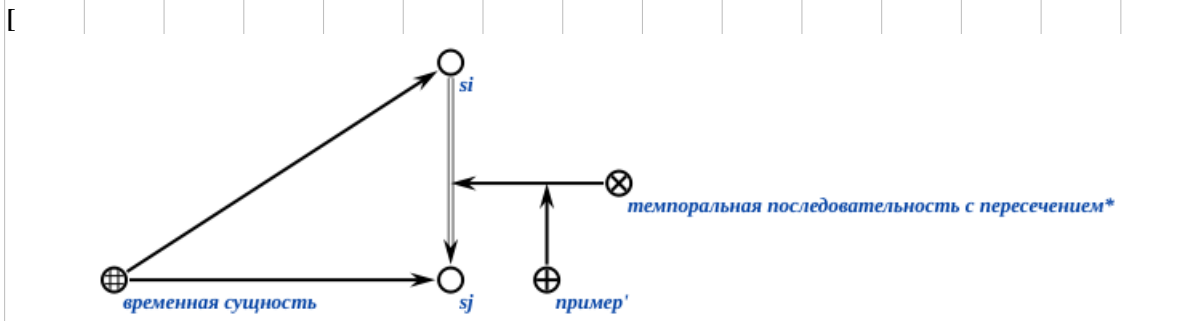 [
si
темпоральная последовательность с пересечением*
временная сущность
sj
пример'